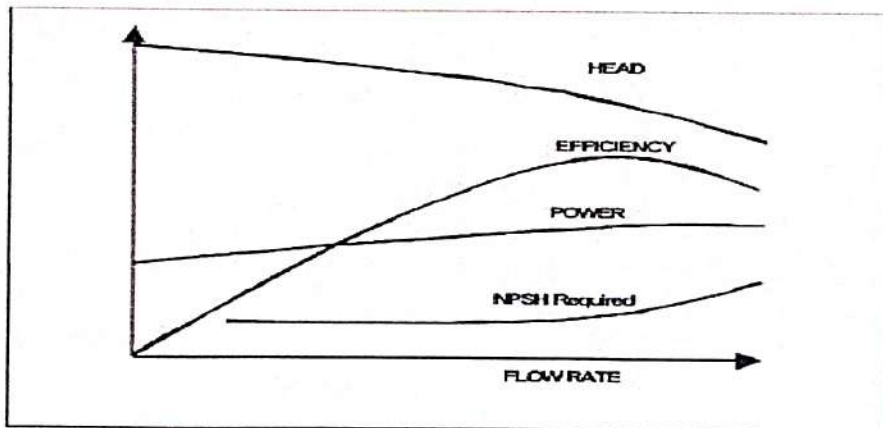 HEAD
EFFICIENCY
POWER
NPSH Required
FLOW RATE